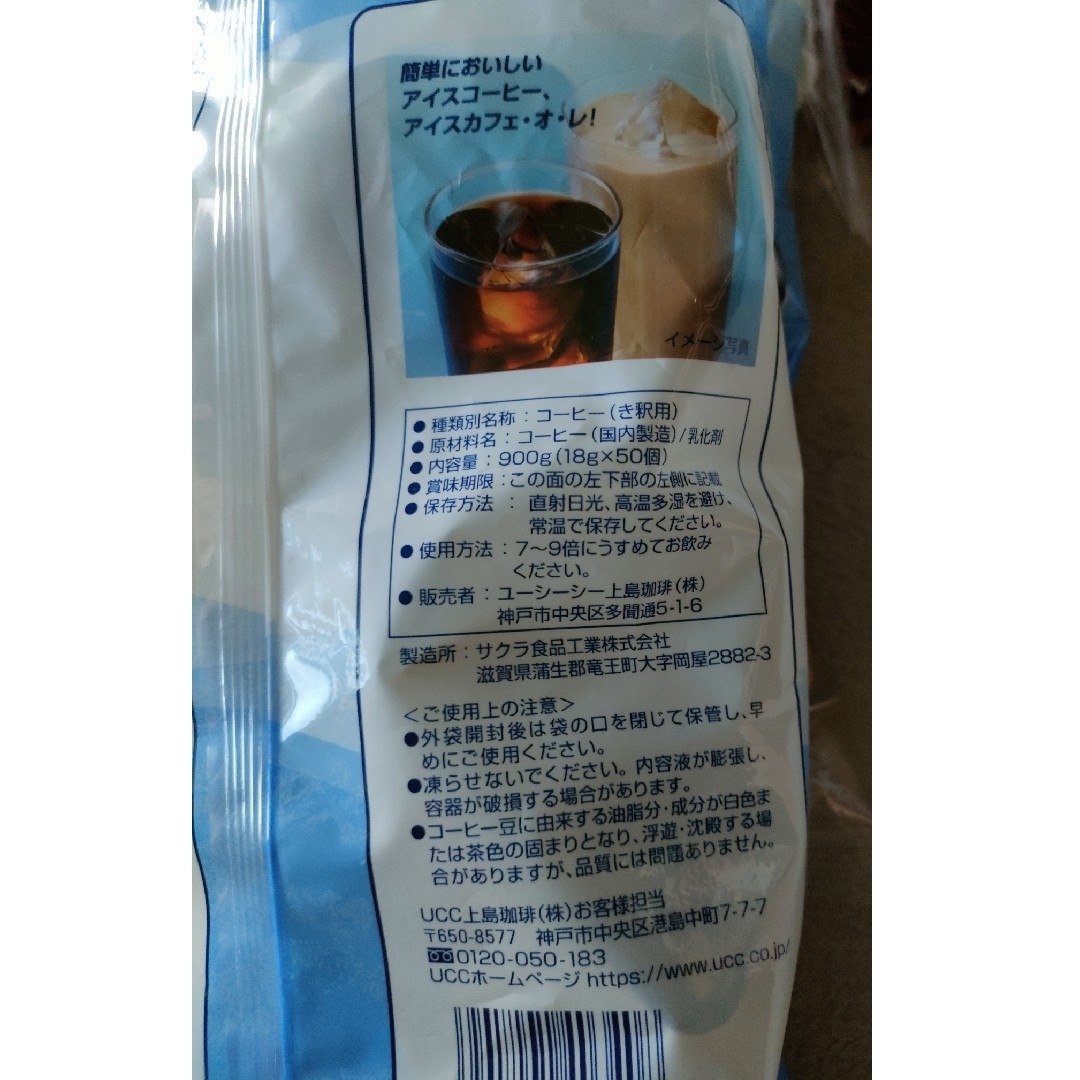 簡単においしい
アイスコーヒー、
アイスカフェ・オ・レ!
イメージ写真
● 種類別名称 : コーヒー(き釈用)
● 原材料名 : コーヒー(国内製造)/乳化剤
● 内容量 : 900g(18g×50個)
● 賞味期限 : この面の左下部の左側に記載
● 保存方法 : 直射日光、高温多湿を避け、
常温で保存してください。
● 使用方法 : 7〜9倍にうすめてお飲み
ください。
● 販売者 : ユーシーシー上島珈琲(株)
神戸市中央区多聞通5-1-6
製造所 : サクラ食品工業株式会社
滋賀県蒲生郡竜王町大字岡屋2882-3
<ご使用上の注意>
●外袋開封後は袋の口を閉じて保管し、早
めにご使用ください。
●凍らせないでください。内容液が膨張し、
容器が破損する場合があります。
●コーヒー豆に由来する油脂分・成分が白色ま
たは茶色の固まりとなり、浮遊・沈殿する場
合がありますが、品質には問題ありません。
UCC上島珈琲(株)お客様担当
〒650-8577 神戸市中央区港島中町7-7-7
0120-050-183
UCCホームページ https://www.ucc.co.jp/